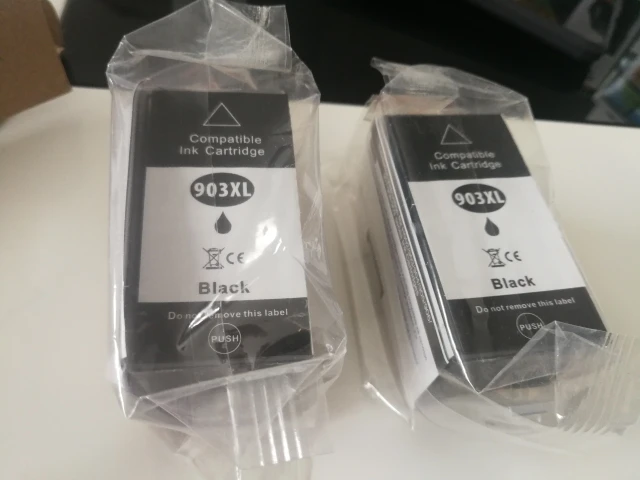 Compatible
Ink Cartridge
903XL
CE
Black
Do not remove this label
PUSH
Compatible
Ink Cartridge
903XL
CE
Black
Do not remove this label
PUSH